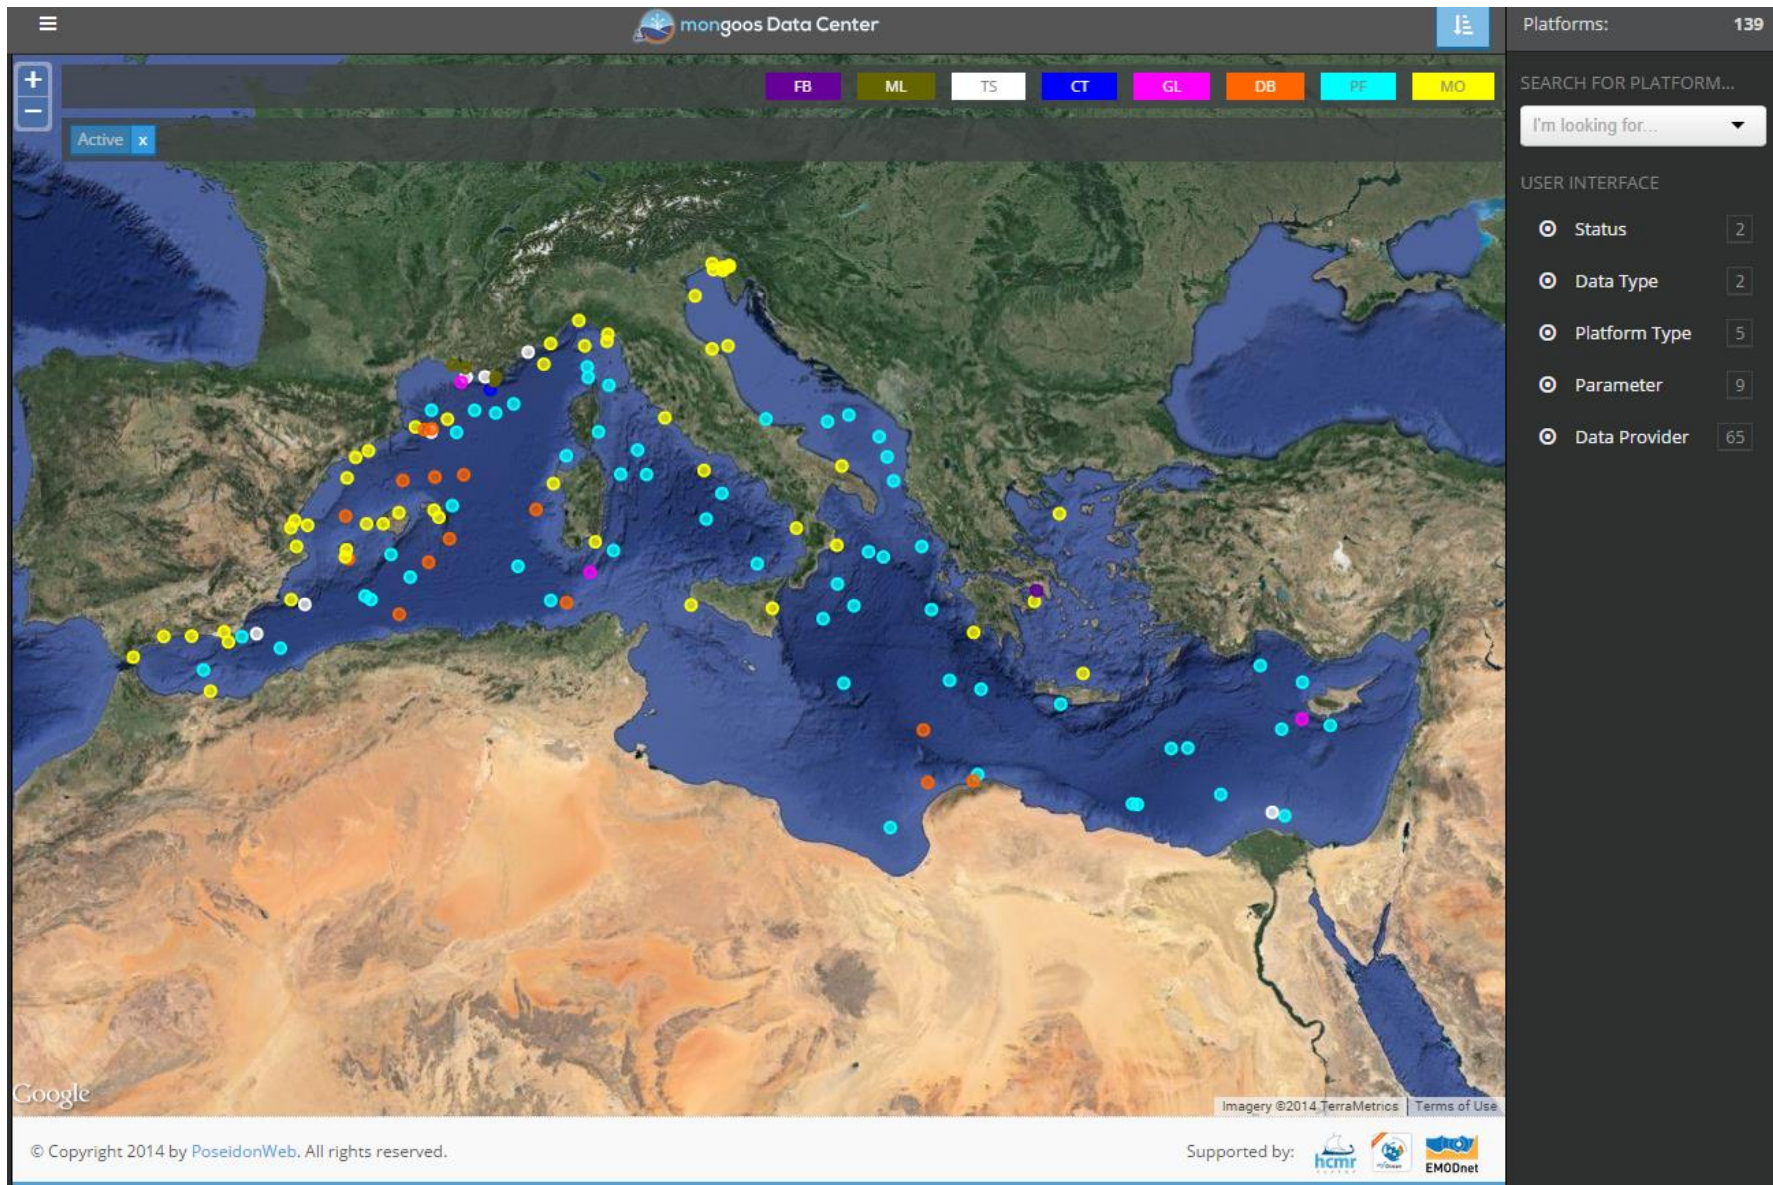 mongoos Data Center
Platforms: 139
+
FB ML TS CT GL DB PF MO
−
Active x
SEARCH FOR PLATFORM...
I'm looking for...
USER INTERFACE
Status 2
Data Type 2
Platform Type 5
Parameter 9
Data Provider 65
Google
Imagery ©2014 TerraMetrics Terms of Use
© Copyright 2014 by PoseidonWeb. All rights reserved.
Supported by:
hcmr
EMODnet